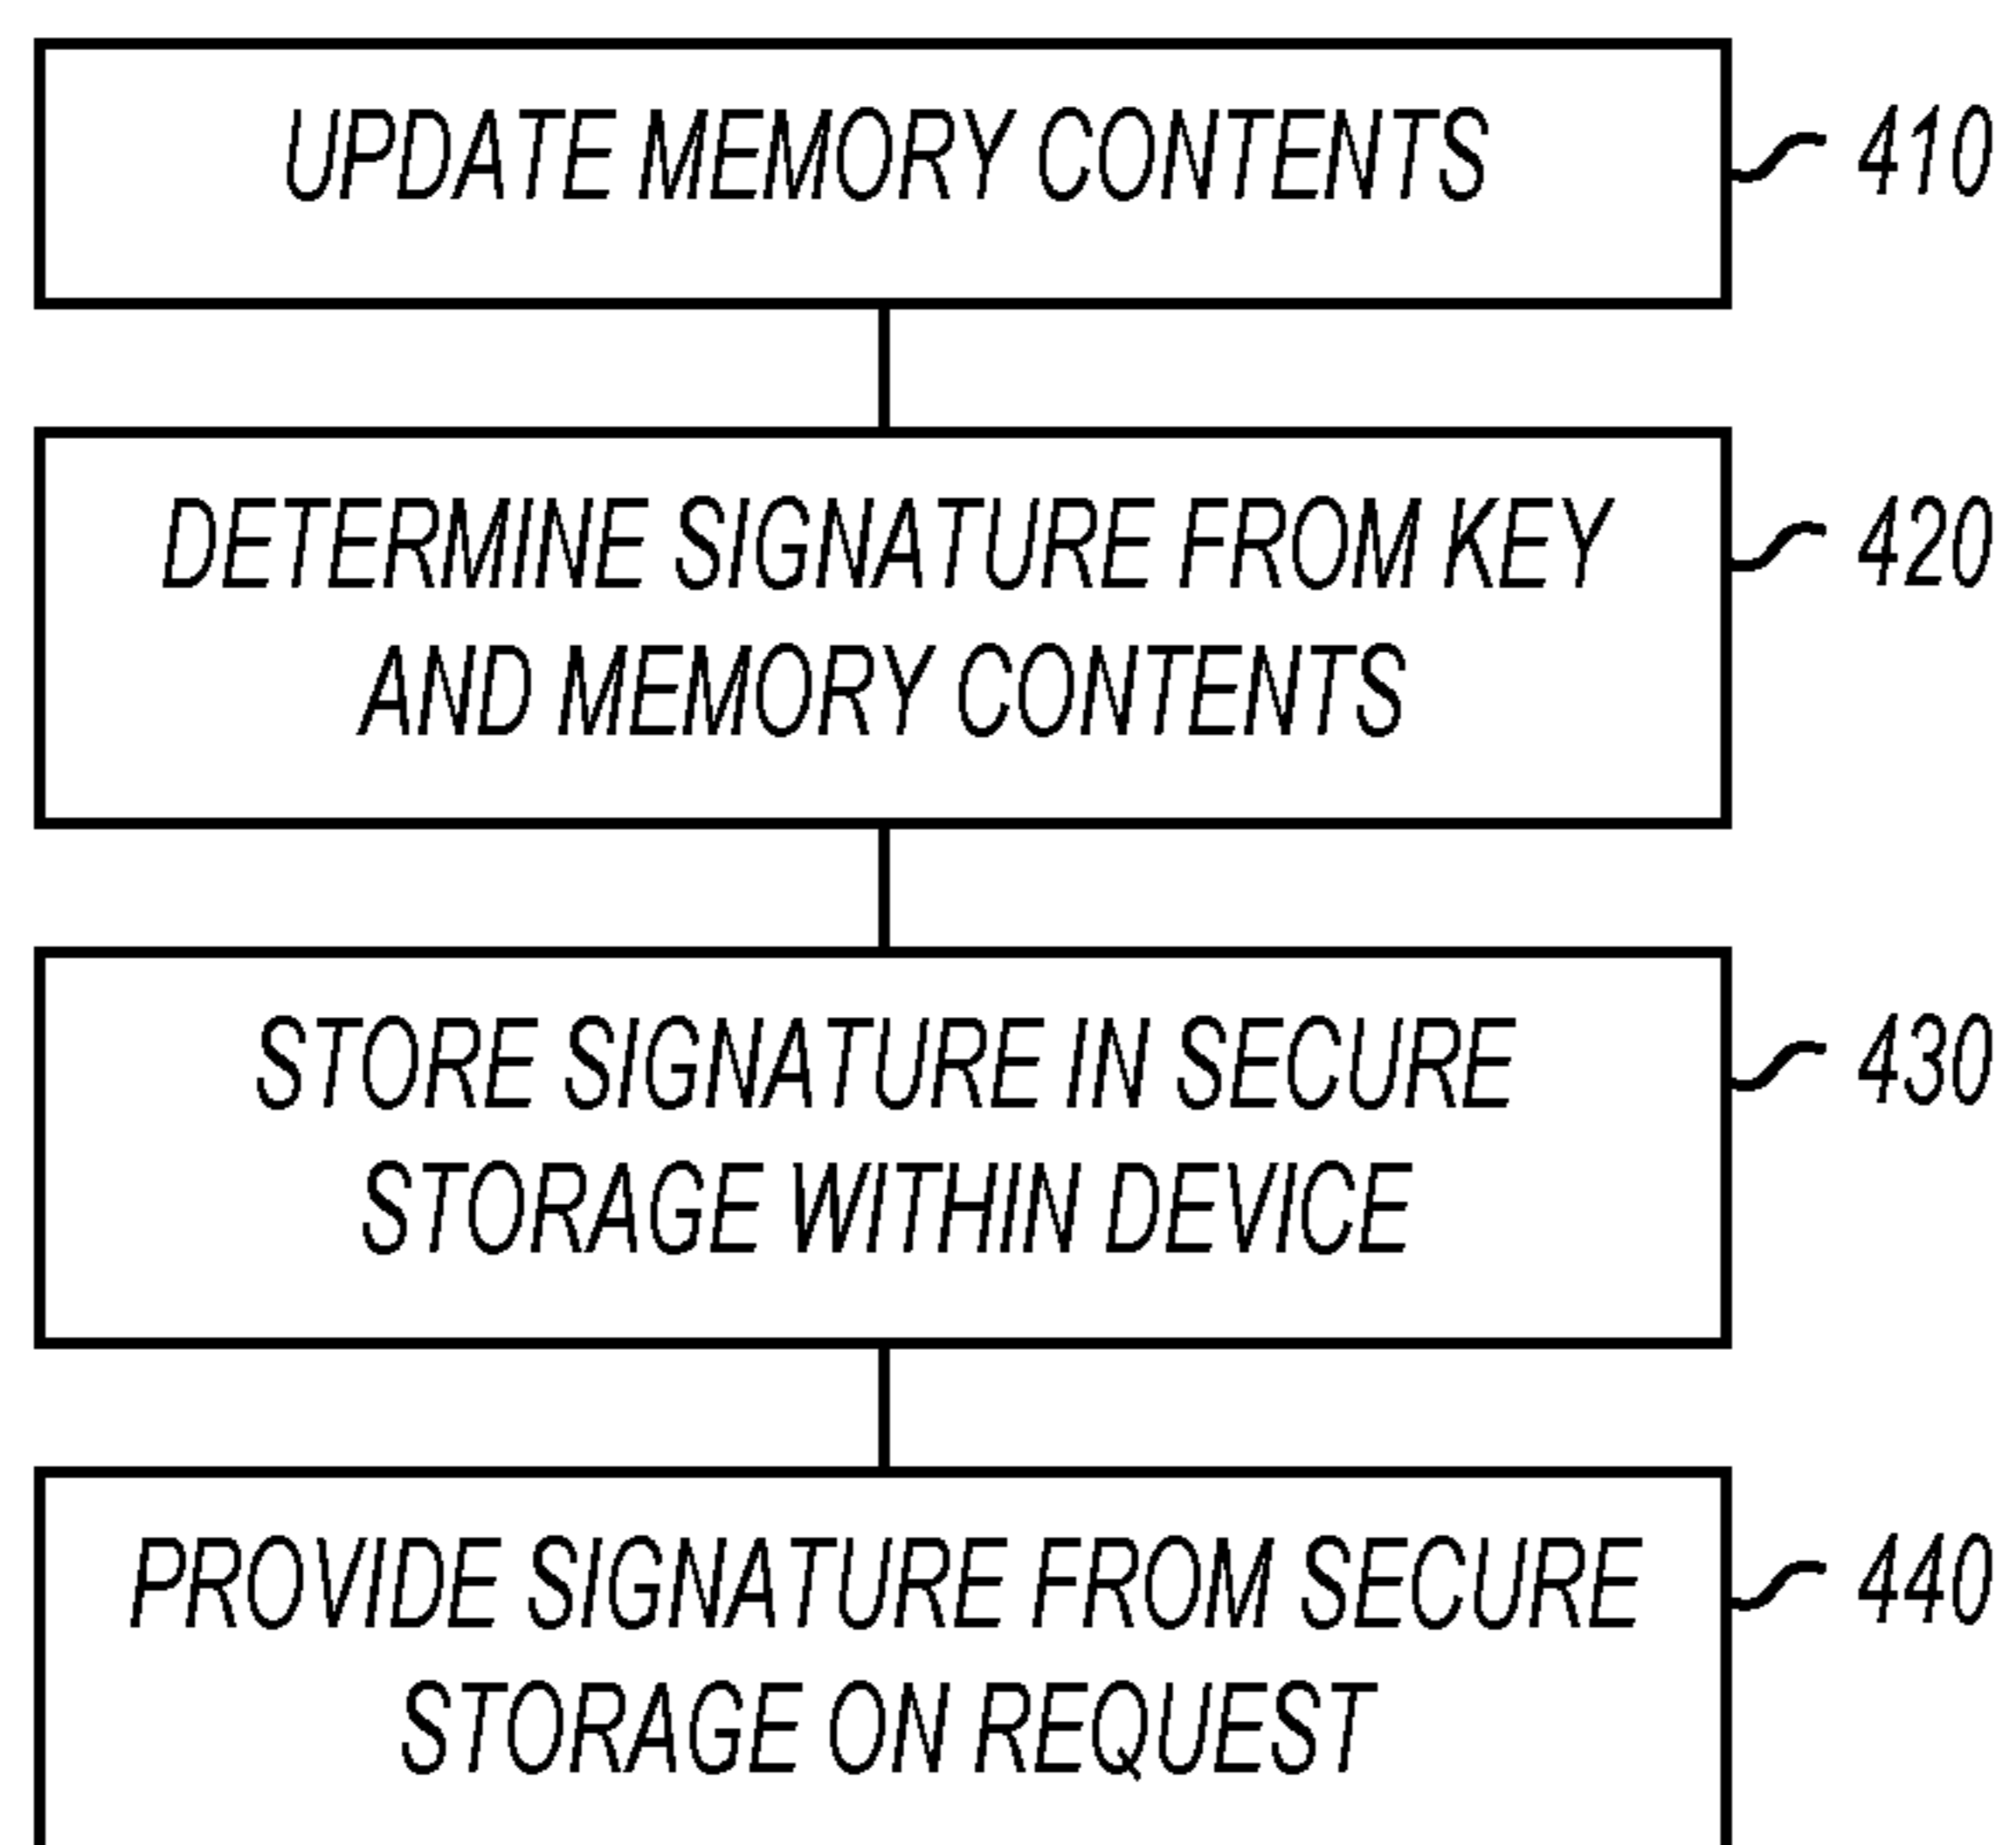 UPDATE MEMORY CONTENTS
410
DETERMINE SIGNATURE FROM KEY
AND MEMORY CONTENTS
420
STORE SIGNATURE IN SECURE
STORAGE WITHIN DEVICE
430
PROVIDE SIGNATURE FROM SECURE
STORAGE ON REQUEST
440